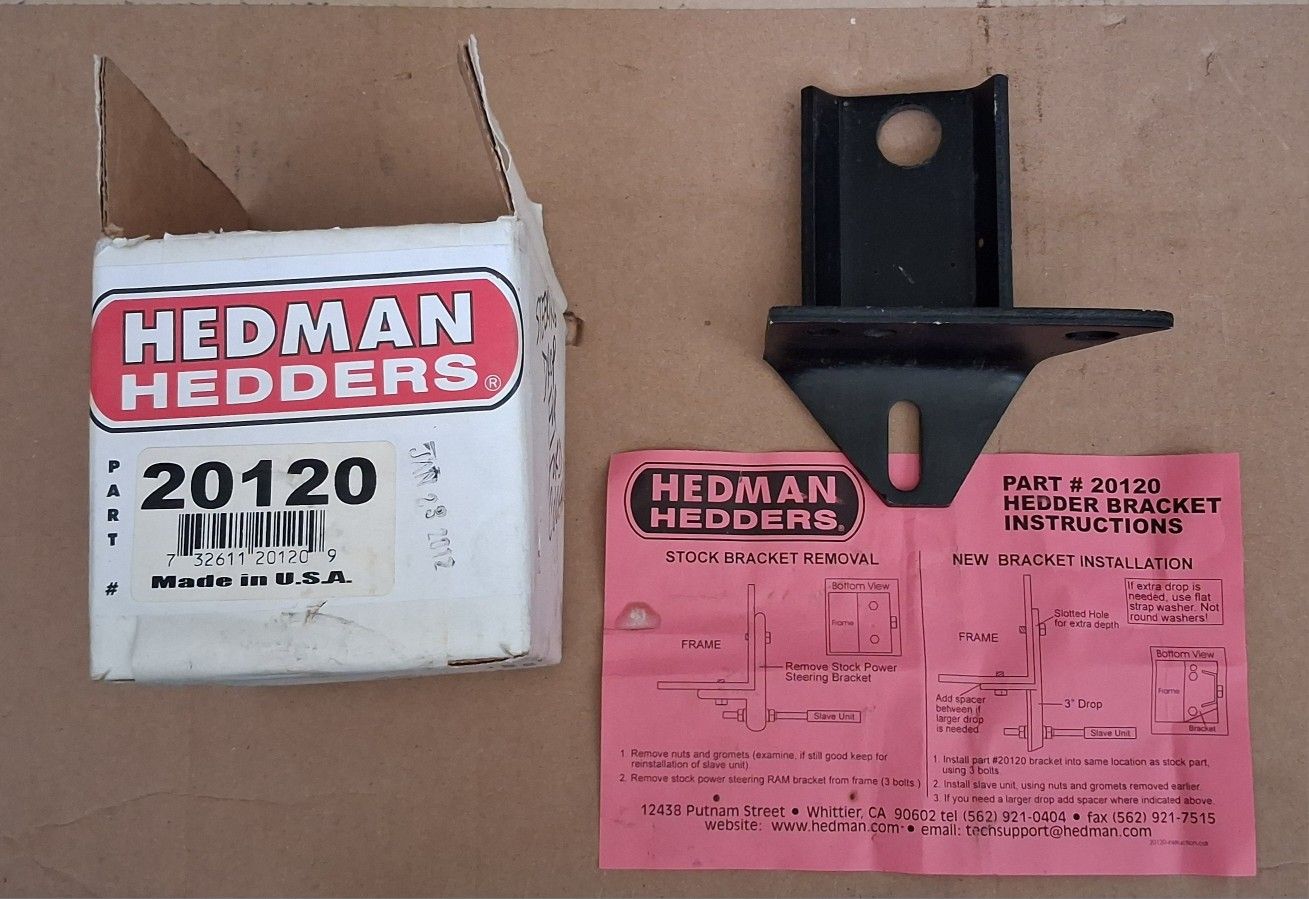 HEDMAN
HEDDERS®
PART #
20120
7 32611 20120 9
Made in U.S.A.
JAN 23 2012
HEDMAN
HEDDERS®
PART # 20120
HEDDER BRACKET
INSTRUCTIONS
STOCK BRACKET REMOVAL
Bottom View
Frame
FRAME
Remove Stock Power
Steering Bracket
Slave Unit
1. Remove nuts and gromets (examine, if still good keep for
reinstallation of slave unit).
2. Remove stock power steering RAM bracket from frame (3 bolts)
NEW BRACKET INSTALLATION
If extra drop is
needed, use flat
strap washer. Not
round washers!
Slotted Hole
for extra depth
FRAME
Bottom View
Frame
Bracket
Add spacer
between if
larger drop
is needed
3" Drop
Slave Unit
1. Install part #20120 bracket into same location as stock part,
using 3 bolts.
2. Install slave unit, using nuts and gromets removed earlier.
3. If you need a larger drop add spacer where indicated above.
12438 Putnam Street • Whittier, CA 90602 tel (562) 921-0404 • fax (562) 921-7515
website: www.hedman.com • email: techsupport@hedman.com